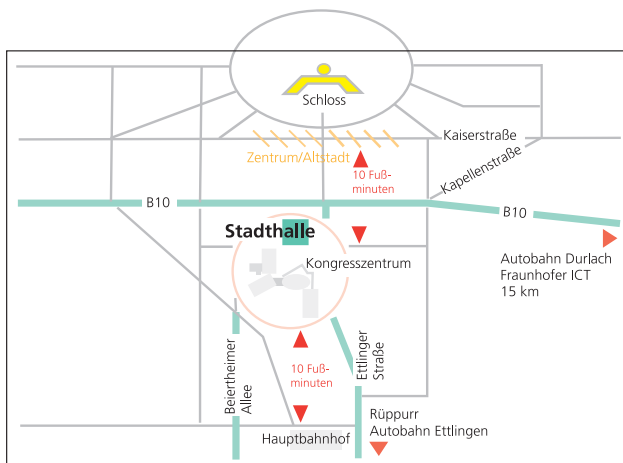 Schloss
Kaiserstraße
Zentrum/Altstadt
Kapellenstraße
10 Fuß-
minuten
B10
B10
Stadthalle
Kongresszentrum
Autobahn Durlach
Fraunhofer ICT
15 km
Beiertheimer
Allee
10 Fuß-
minuten
Ettlinger
Straße
Rüppurr
Autobahn Ettlingen
Hauptbahnhof